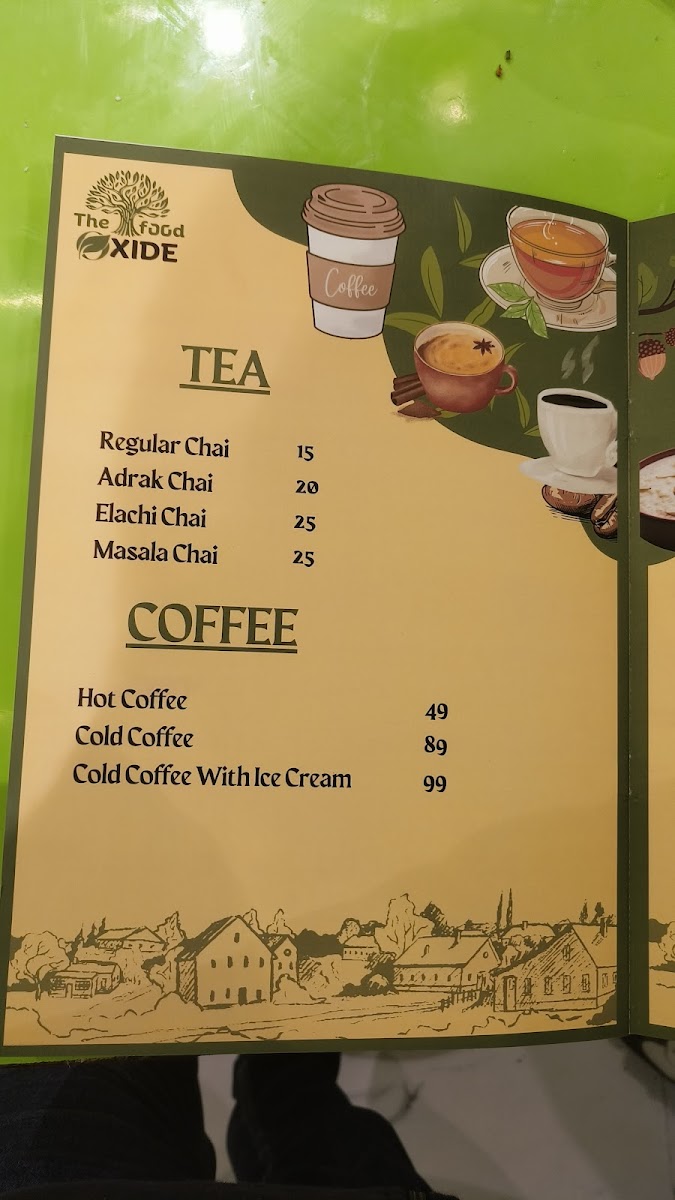 The food
OXIDE
Coffee
TEA
Regular Chai 15
Adrak Chai 20
Elachi Chai 25
Masala Chai 25
COFFEE
Hot Coffee 49
Cold Coffee 89
Cold Coffee With Ice Cream 99